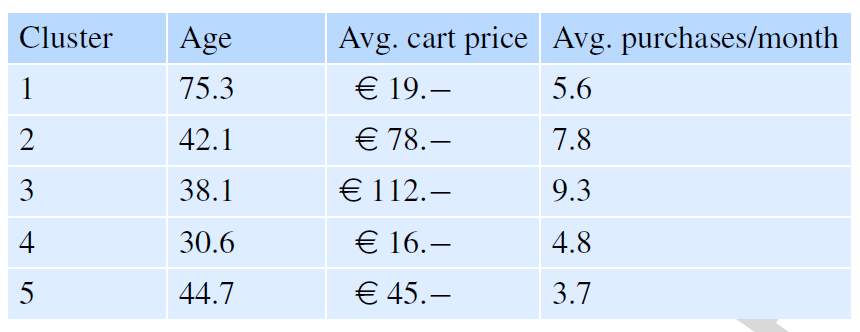 Cluster Age Avg. cart price Avg. purchases/month
1 75.3 € 19.– 5.6
2 42.1 € 78.– 7.8
3 38.1 € 112.– 9.3
4 30.6 € 16.– 4.8
5 44.7 € 45.– 3.7